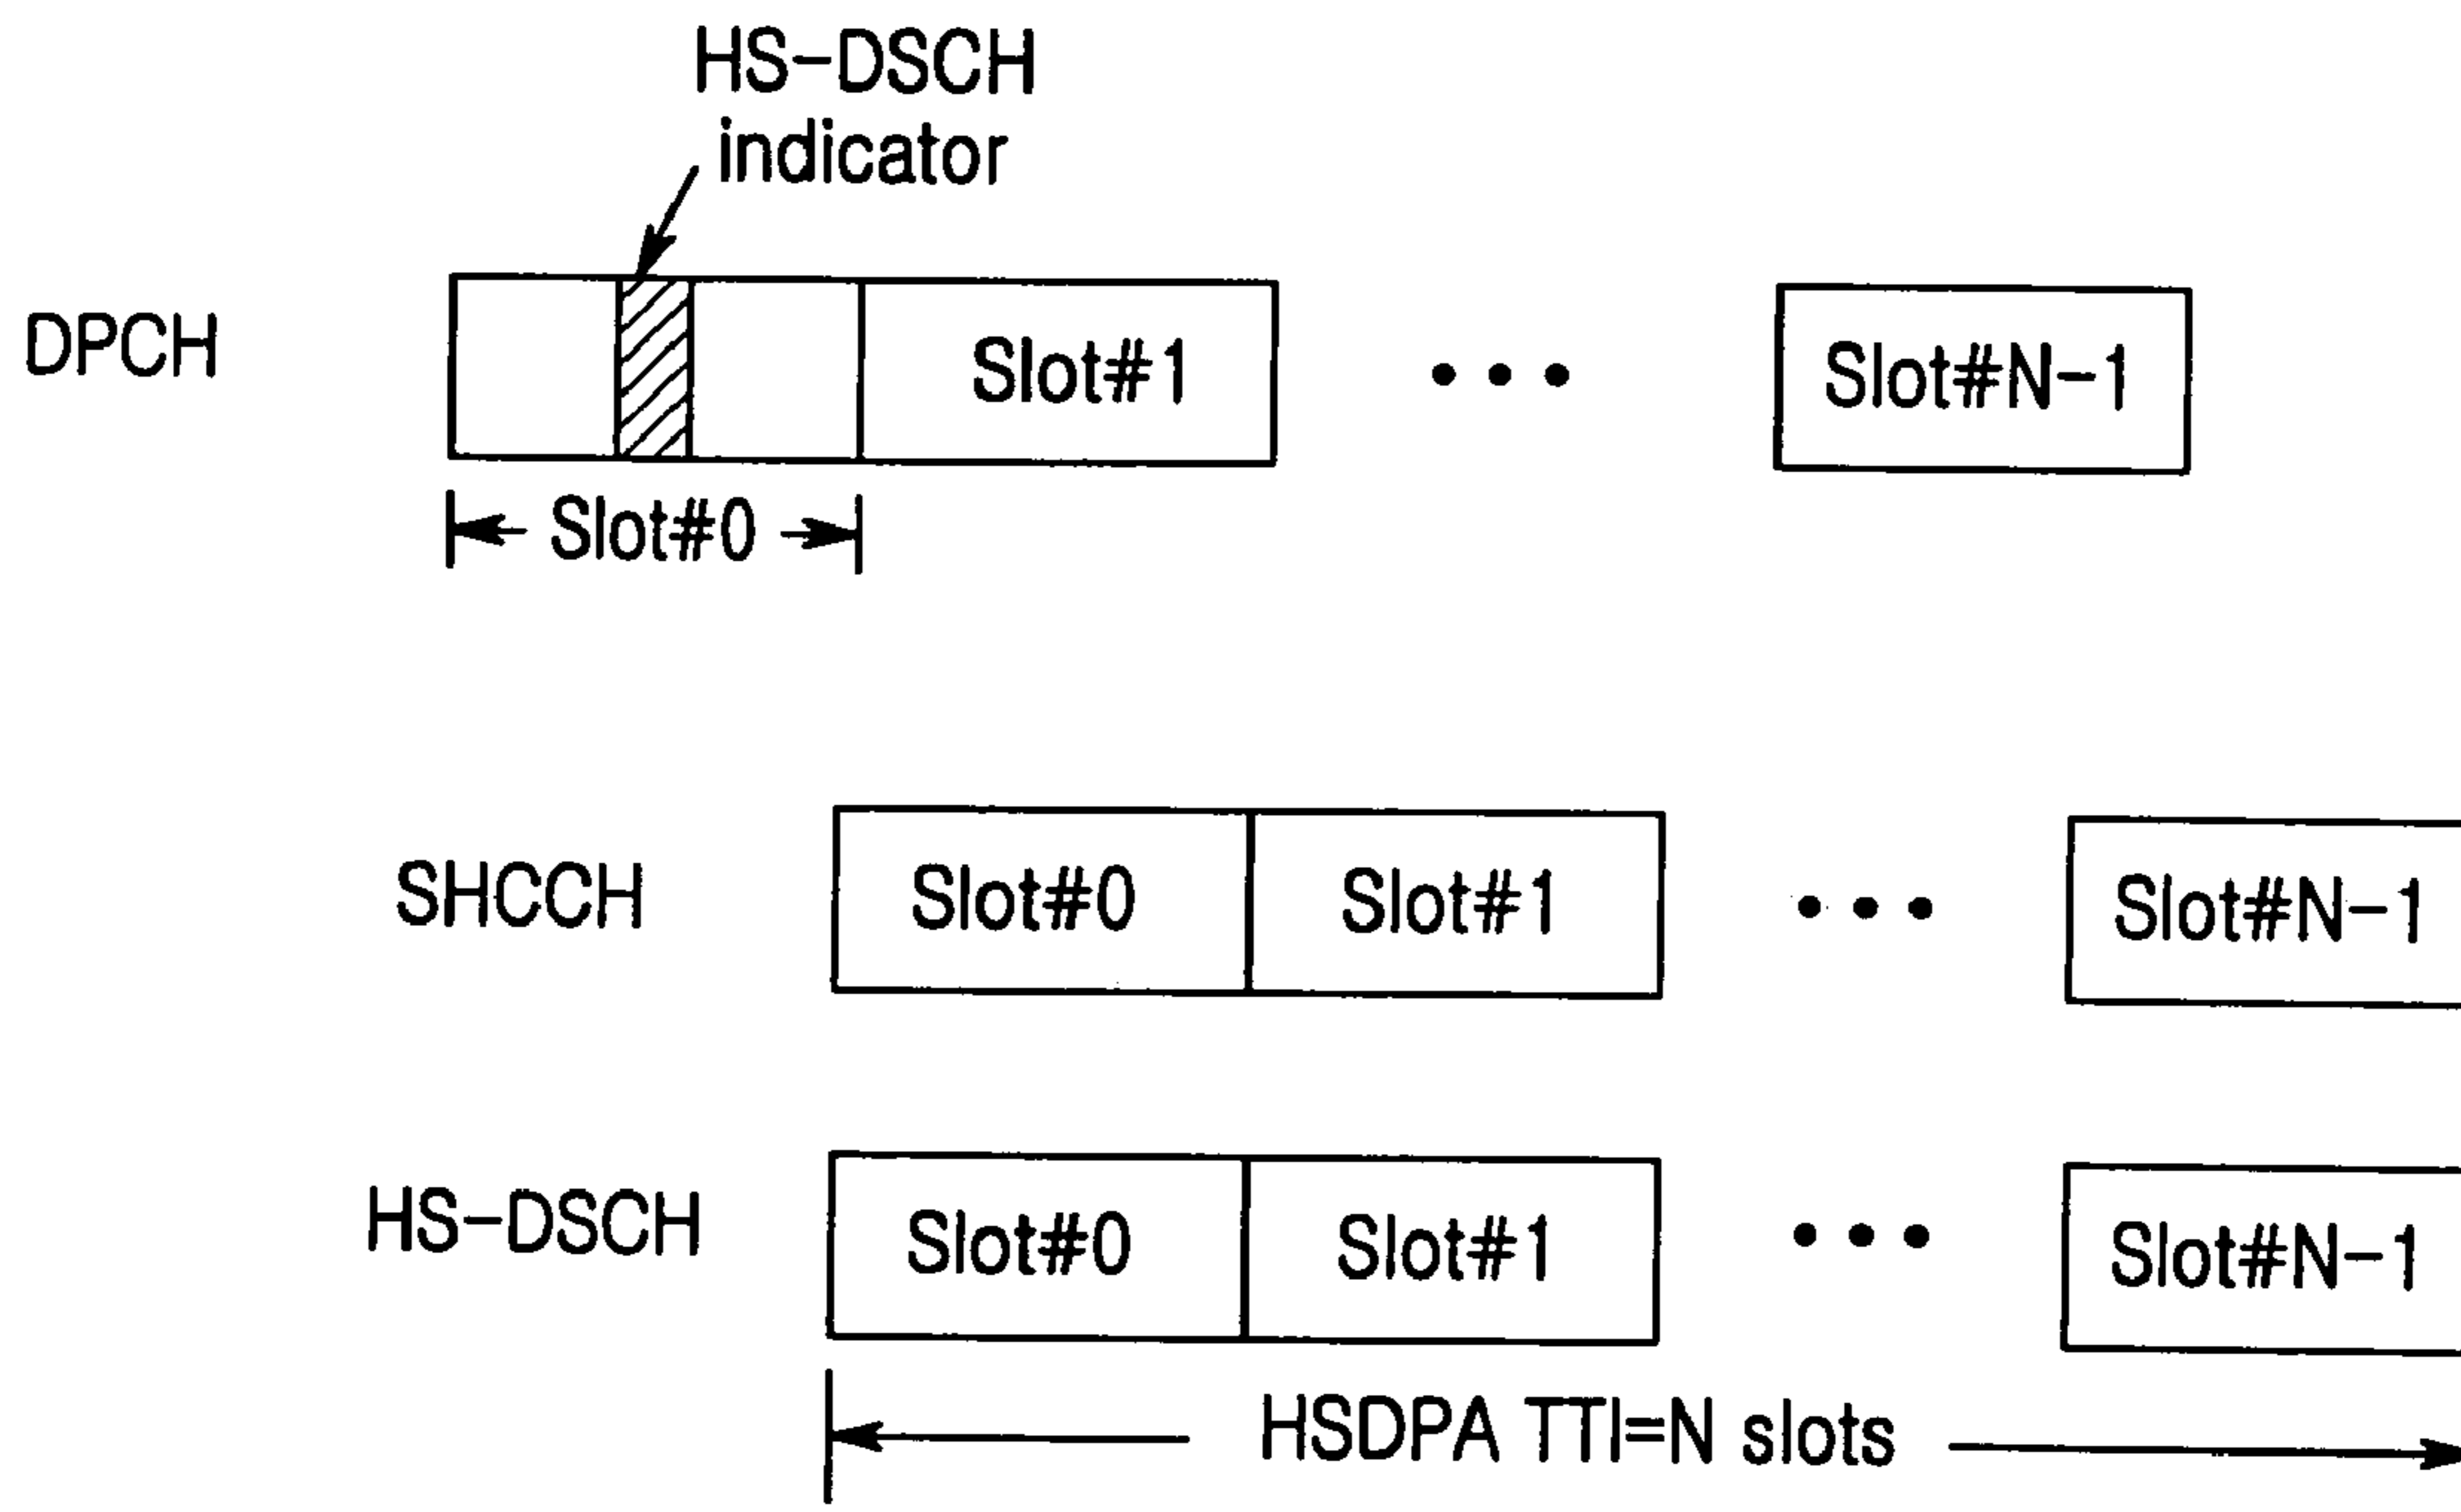 HS-DSCH
indicator
DPCH
Slot#1
Slot#N-1
Slot#0
SHCCH
Slot#0
Slot#1
Slot#N-1
HS-DSCH
Slot#0
Slot#1
Slot#N-1
HSDPA TTI=N slots